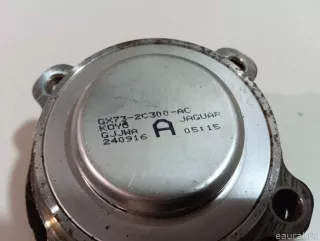 GX73-2C300-AC
KOYO JAGUAR
GJJWA
240916 A 05:15